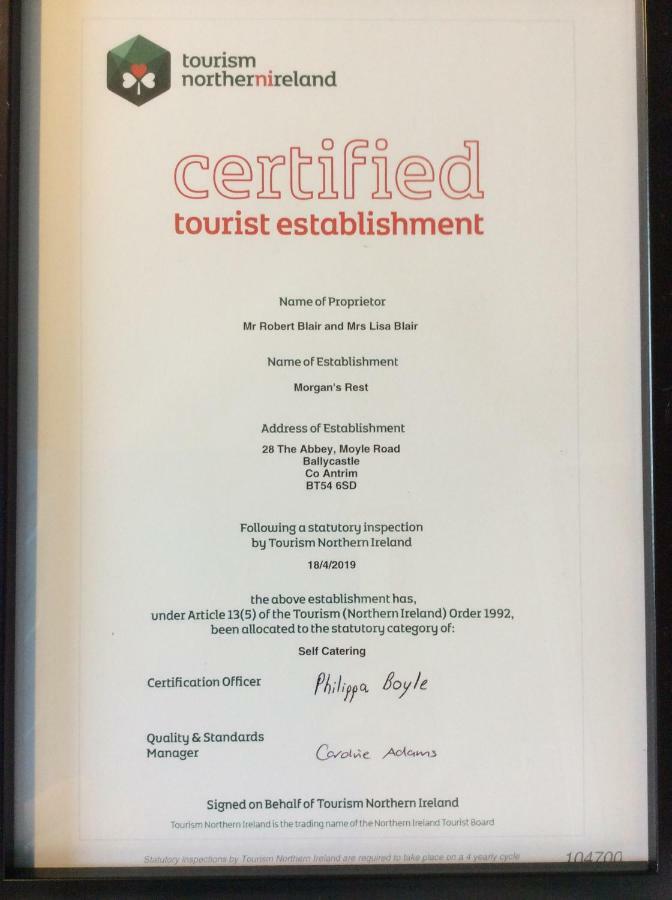 tourism
northernireland
certified
tourist establishment
Name of Proprietor
Mr Robert Blair and Mrs Lisa Blair
Name of Establishment
Morgan's Rest
Address of Establishment
28 The Abbey, Moyle Road
Ballycastle
Co Antrim
BT54 6SD
Following a statutory inspection
by Tourism Northern Ireland
18/4/2019
the above establishment has,
under Article 13(5) of the Tourism (Northern Ireland) Order 1992,
been allocated to the statutory category of:
Self Catering
Certification Officer
Philippa Boyle
Quality & Standards
Manager
Adams
Signed on Behalf of Tourism Northern Ireland
Tourism Northern Ireland is the trading name of the Northern Ireland Tourist Board
Statutory inspections by Tourism Northern Ireland are required to take place on a 4 yearly cycle
104700